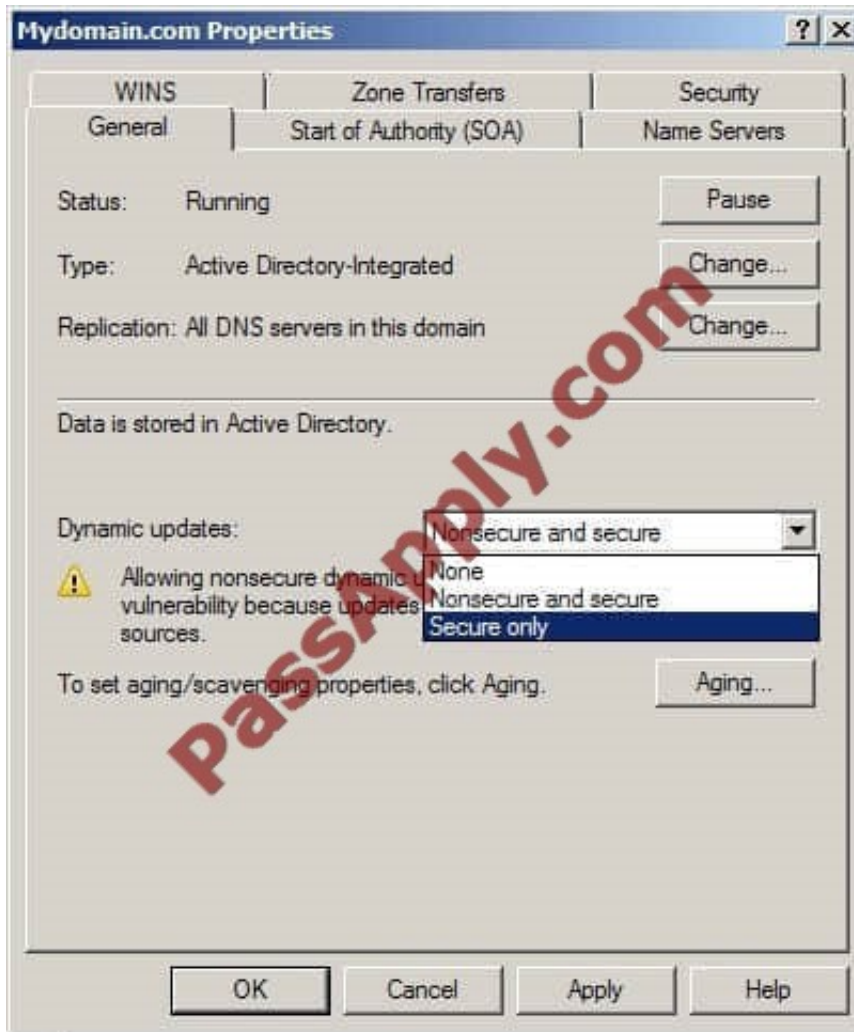 Mydomain.com Properties
WINS Zone Transfers Security
General Start of Authority (SOA) Name Servers
Status: Running Pause
Type: Active Directory-Integrated Change...
Replication: All DNS servers in this domain Change...
Data is stored in Active Directory.
Dynamic updates: Nonsecure and secure
None
Allowing nonsecure dynamic
vulnerability because updates Nonsecure and secure
sources. Secure only
To set aging/scavenging properties, click Aging. Aging...
OK Cancel Apply Help
PassApply.com